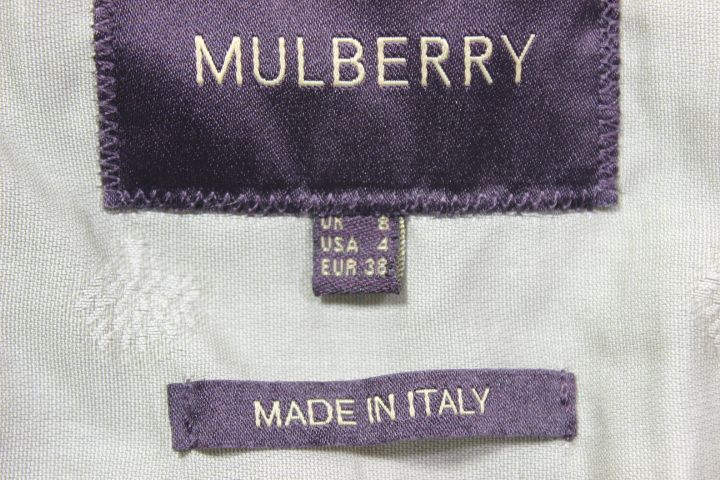 MULBERRY
UK 8
USA 4
EUR 38
MADE IN ITALY